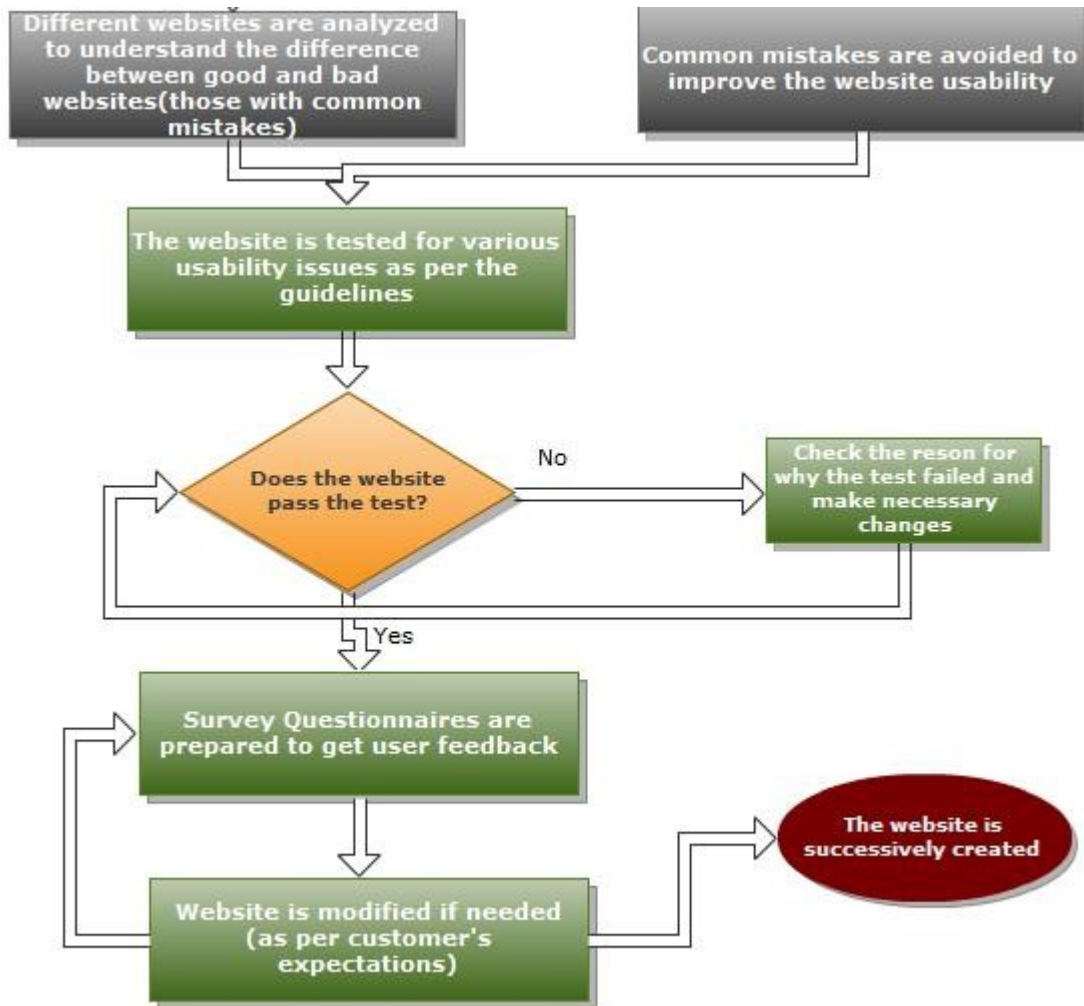 Different websites are analyzed
to understand the difference
between good and bad
websites(those with common
mistakes)
Common mistakes are avoided to
improve the website usability
The website is tested for various
usability issues as per the
guidelines
Does the website
pass the test?
No
Check the reson for
why the test failed and
make necessary
changes
Yes
Survey Questionnaires are
prepared to get user feedback
Website is modified if needed
(as per customer's
expectations)
The website is
successively created